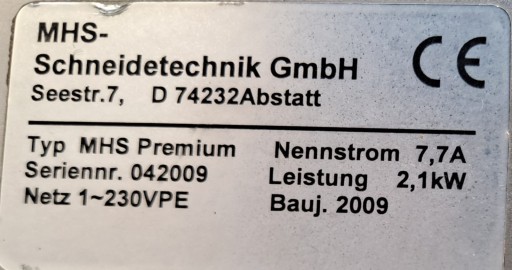 MHS-
Schneidetechnik GmbH
CE
Seestr.7, D 74232Abstatt
Typ MHS Premium Nennstrom 7,7A
Seriennr. 042009 Leistung 2,1kW
Netz 1~230VPE Bauj. 2009